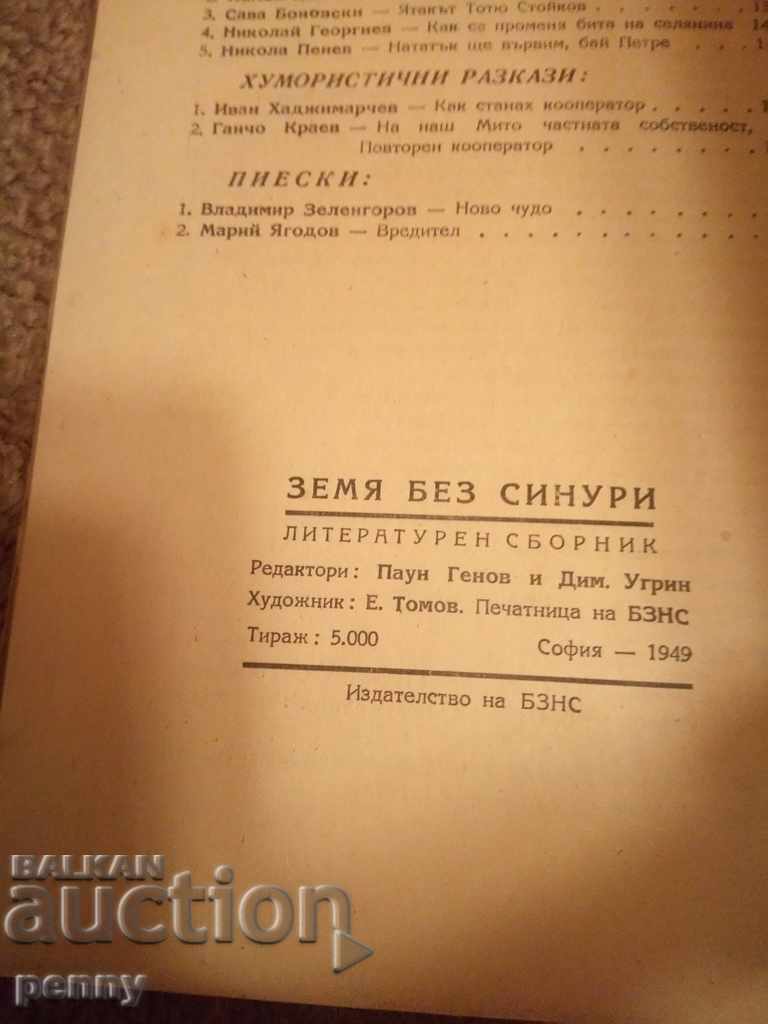 3. Сава Боновски — Ятакът Тотю Стойков . . . . . .
4. Николай Георгиев — Как се променя бита на селянина 14
5. Никола Пенев — Нататък ще вървим, бай Петре . . . 1
ХУМОРИСТИЧНИ РАЗКАЗИ:
1. Иван Хаджимарчев — Как станах кооператор . . . . . 1
2. Ганчо Краев — На наш Мито частната собственост,
Повторен кооператор . . . . . . . .
ПИЕСКИ:
1. Владимир Зеленгоров — Ново чудо . . . . . . . .
2. Марий Ягодов — Вредител . . . . . . . . . . . .
ЗЕМЯ БЕЗ СИНУРИ
ЛИТЕРАТУРЕН СБОРНИК
Редактори: Паун Генов и Дим. Угрин
Художник: Е. Томов. Печатница на БЗНС
Тираж: 5.000 София — 1949
Издателство на БЗНС
BALKAN
auction
penny